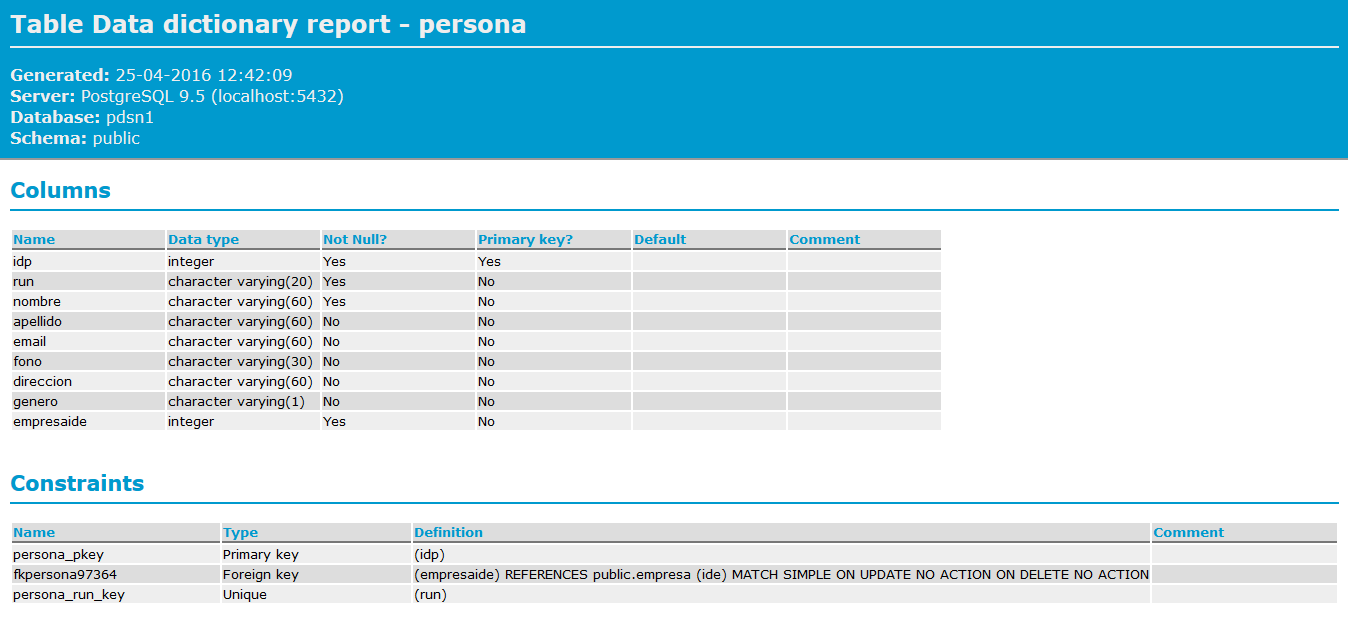 Table Data dictionary report - persona
Generated: 25-04-2016 12:42:09
Server: PostgreSQL 9.5 (localhost:5432)
Database: pdsn1
Schema: public
Columns
Name Data type Not Null? Primary key? Default Comment
idp integer Yes Yes
run character varying(20) Yes No
nombre character varying(60) Yes No
apellido character varying(60) No No
email character varying(60) No No
fono character varying(30) No No
direccion character varying(60) No No
genero character varying(1) No No
empresaide integer Yes No
Constraints
Name Type Definition Comment
persona_pkey Primary key (idp)
fkpersona97364 Foreign key (empresaide) REFERENCES public.empresa (ide) MATCH SIMPLE ON UPDATE NO ACTION ON DELETE NO ACTION
persona_run_key Unique (run)